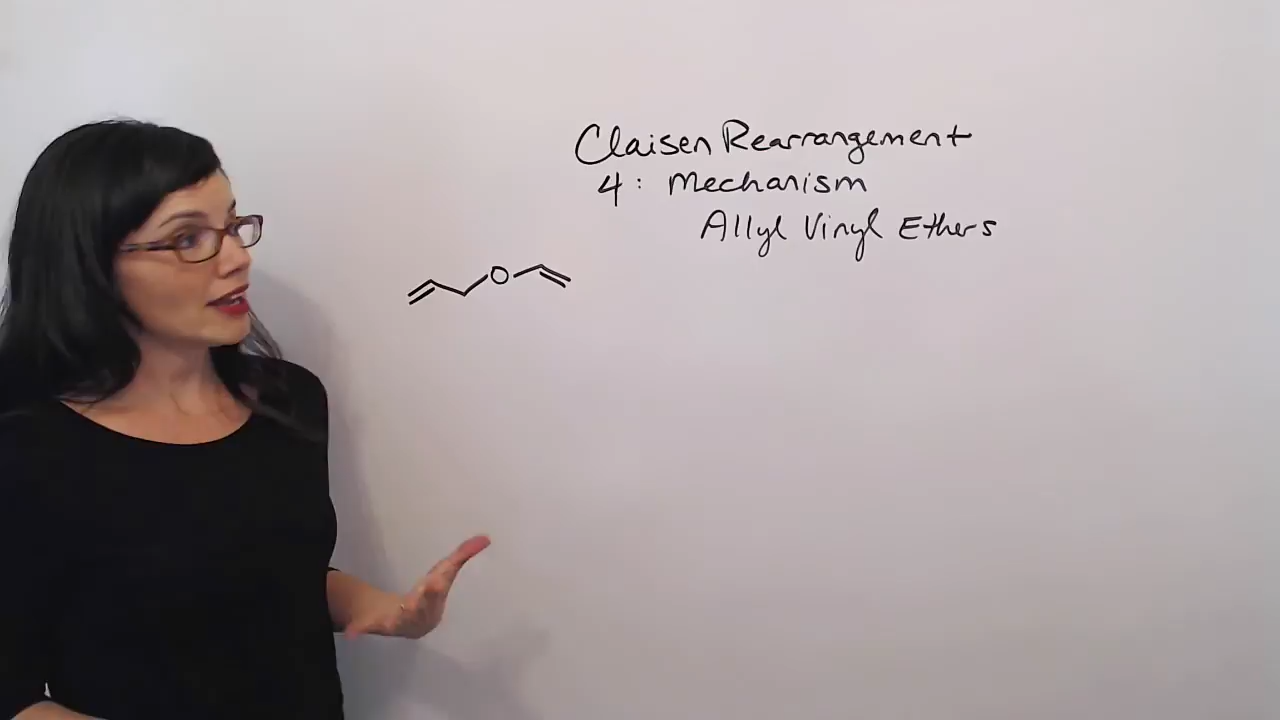 Claisen Rearrangement
4: Mechanism
Allyl Vinyl Ethers
O